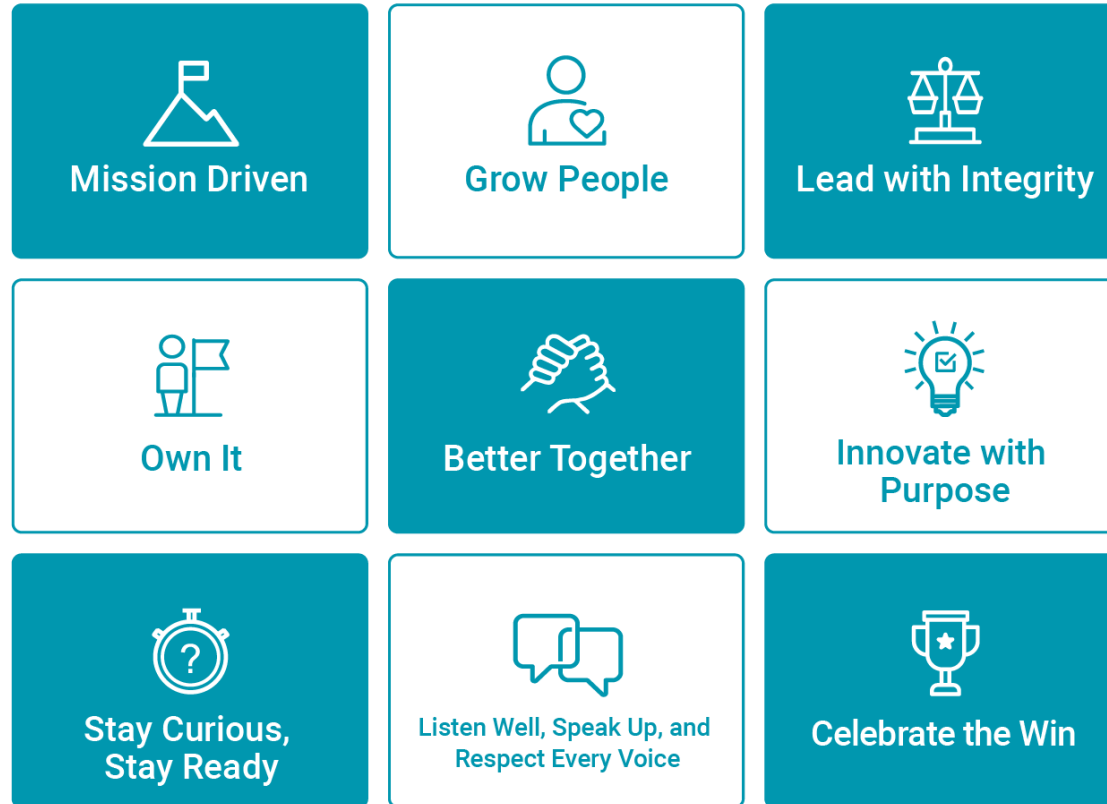 Mission Driven
Grow People
Lead with Integrity
Own It
Better Together
Innovate with
Purpose
?
Stay Curious,
Stay Ready
Listen Well, Speak Up, and
Respect Every Voice
Celebrate the Win